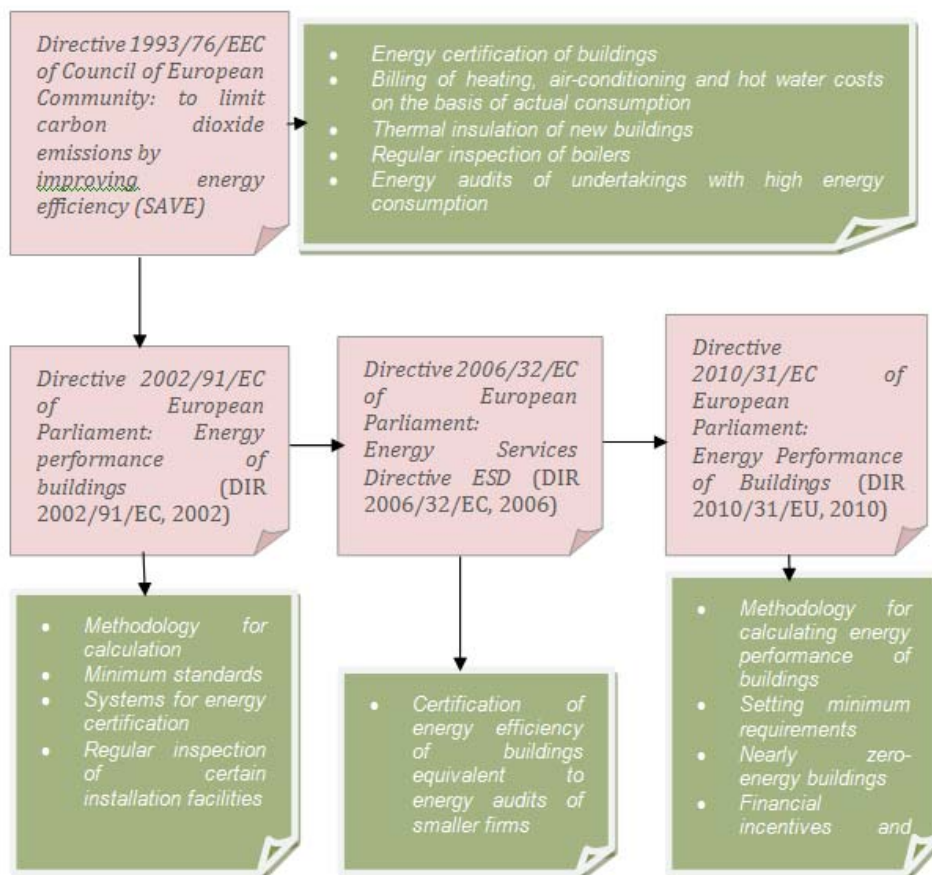 Directive 1993/76/EEC
of Council of European
Community: to limit
carbon dioxide
emissions by
improving energy
efficiency (SAVE)
• Energy certification of buildings
• Billing of heating, air-conditioning and hot water costs
on the basis of actual consumption
• Thermal insulation of new buildings
• Regular inspection of boilers
• Energy audits of undertakings with high energy
consumption
Directive 2002/91/EC
of European
Parliament: Energy
performance of
buildings (DIR
2002/91/EC, 2002)
Directive 2006/32/EC
of European
Parliament:
Energy Services
Directive ESD (DIR
2006/32/EC, 2006)
Directive
2010/31/EC of
European
Parliament:
Energy Performance
of Buildings (DIR
2010/31/EU, 2010)
• Methodology for
calculation
• Minimum standards
• Systems for energy
certification
• Regular inspection
of certain
installation facilities
• Certification of
energy efficiency
of buildings
equivalent to
energy audits of
smaller firms
• Methodology for
calculating energy
performance of
buildings
• Setting minimum
requirements
• Nearly zero-
energy buildings
• Financial
incentives and